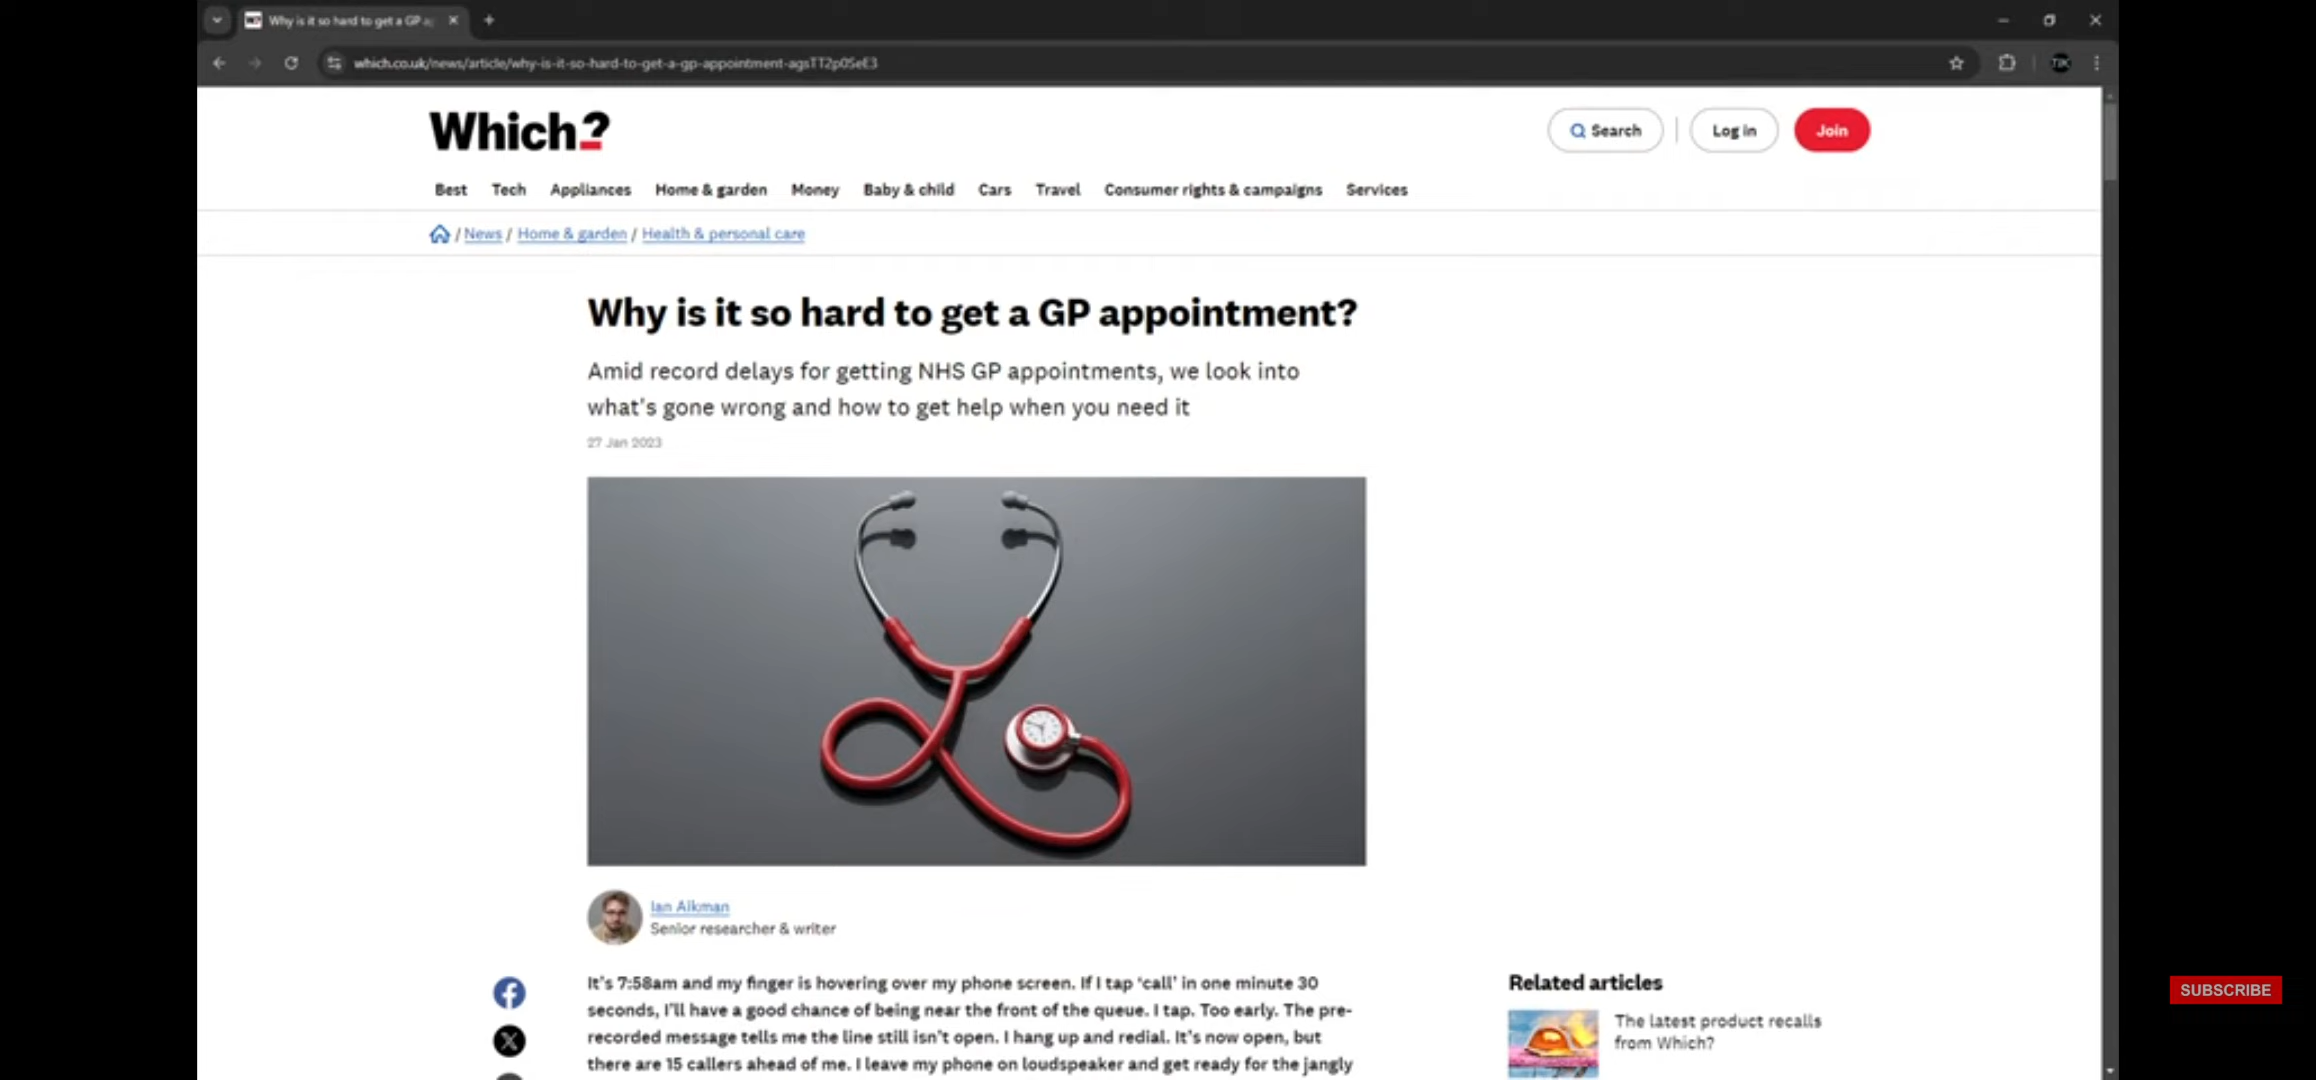 Why is it so hard to get a GP a
which.co.uk/news/article/why-is-it-so-hard-to-get-a-gp-appointment-agsTT2p0SeE3
Which?
Search
Log in
Join
Best Tech Appliances Home & garden Money Baby & child Cars Travel Consumer rights & campaigns Services
/ News / Home & garden / Health & personal care
Why is it so hard to get a GP appointment?
Amid record delays for getting NHS GP appointments, we look into
what's gone wrong and how to get help when you need it
27 Jan 2023
Ian Aikman
Senior researcher & writer
It's 7:58am and my finger is hovering over my phone screen. If I tap 'call' in one minute 30
seconds, I'll have a good chance of being near the front of the queue. I tap. Too early. The pre-
recorded message tells me the line still isn't open. I hang up and redial. It's now open, but
there are 15 callers ahead of me. I leave my phone on loudspeaker and get ready for the jangly
Related articles
The latest product recalls
from Which?
SUBSCRIBE